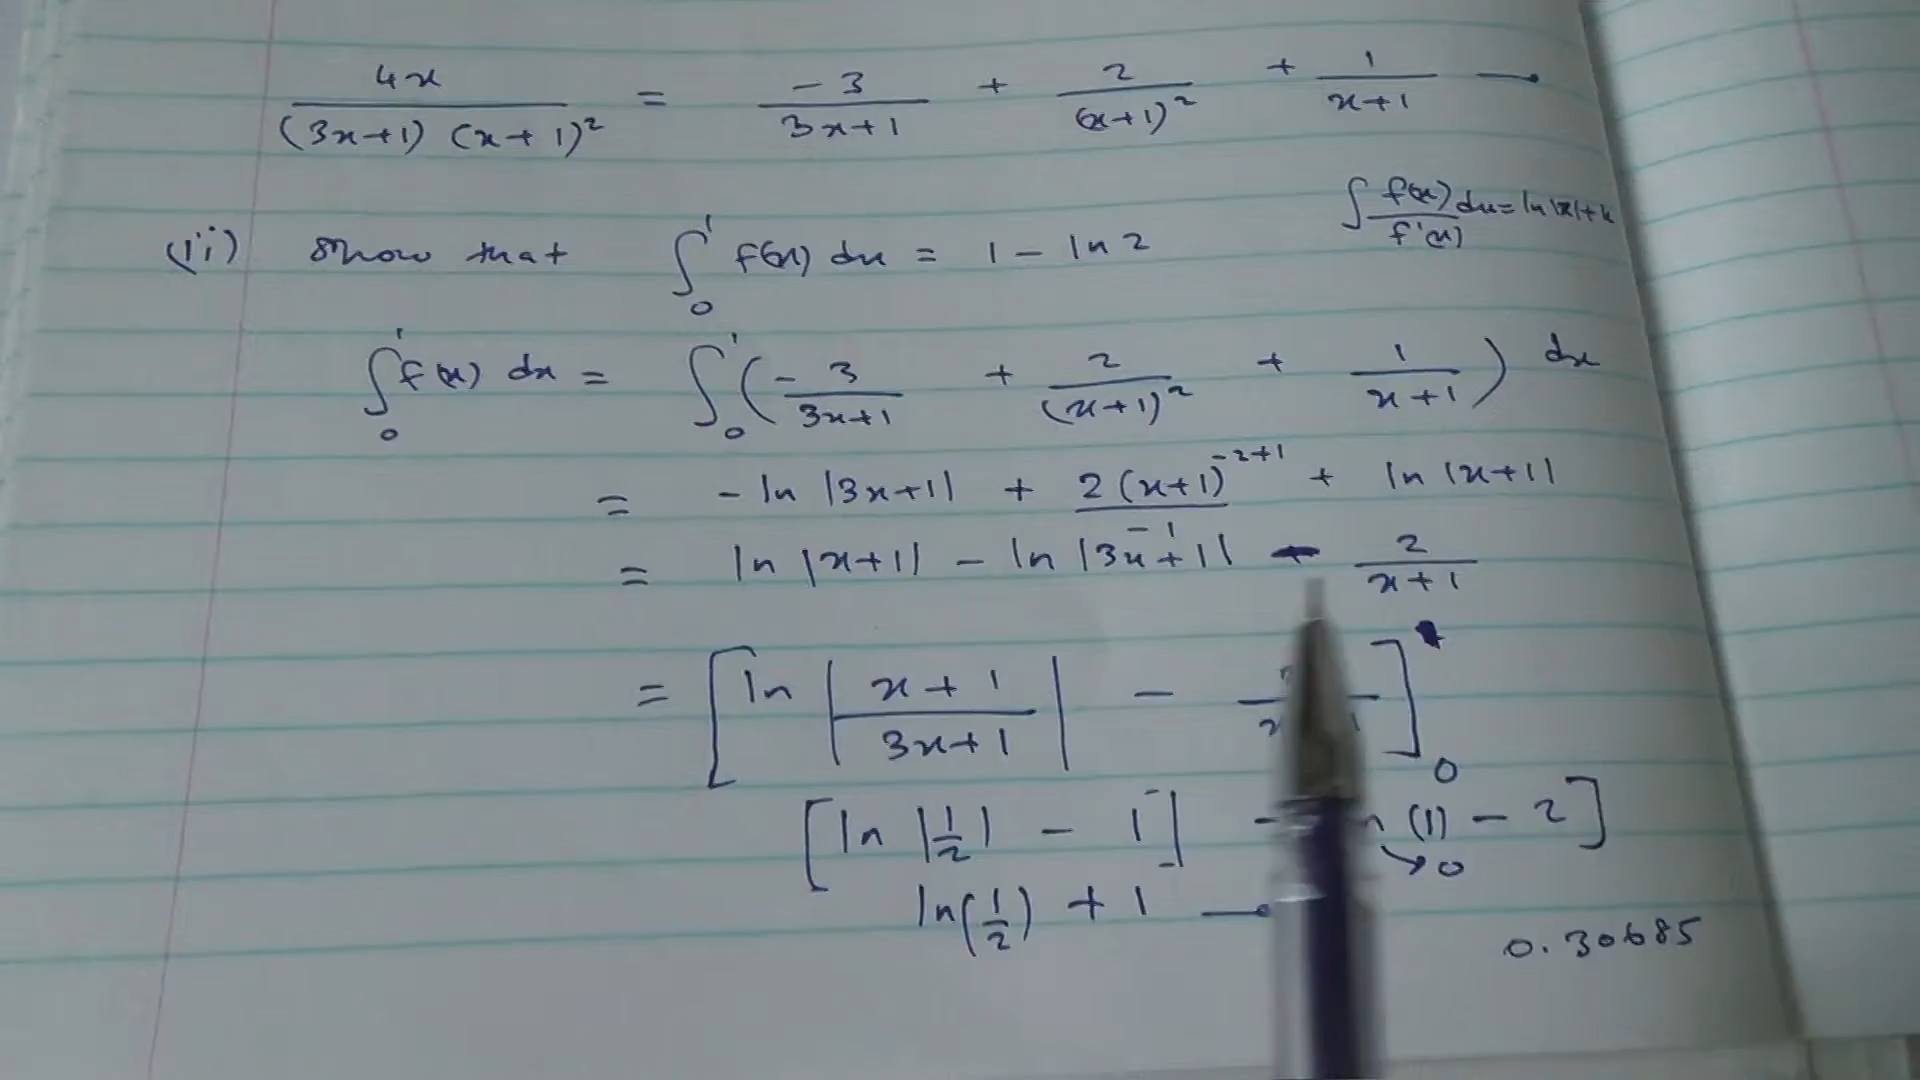 4x / (3x+1) (x+1)² = -3 / 3x+1 + 2 / (x+1)² + 1 / x+1
∫ f(x) / f'(x) dx = ln|x|+k
(ii) Show that ∫₀¹ f(x) dx = 1 - ln 2
∫₀¹ f(x) dx = ∫₀¹ (- 3 / 3x+1 + 2 / (x+1)² + 1 / x+1) dx
= - ln |3x+1| + 2(x+1)⁻²⁺¹ / -1 + ln |x+1|
= ln |x+1| - ln |3x+1| - 2 / x+1
= [ln | x+1 / 3x+1 | -  ]₀
[ln |1/2| - 1] - (1) - 2]
→ 0
ln(1/2) + 1
0.30685